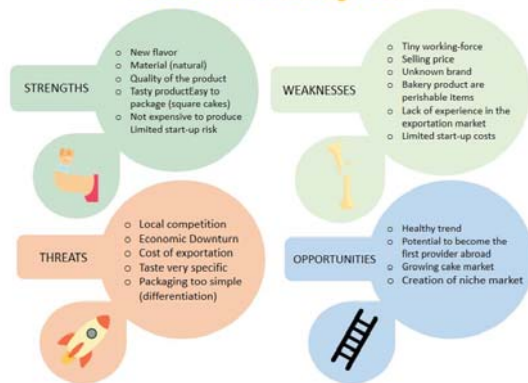 STRENGTHS
o New flavor
o Material (natural)
o Quality of the product
o Tasty productEasy to
package (square cakes)
o Not expensive to produce
Limited start-up risk
WEAKNESSES
o Tiny working-force
o Selling price
o Unknown brand
o Bakery product are
perishable items
o Lack of experience in the
exportation market
o Limited start-up costs
THREATS
o Local competition
o Economic Downturn
o Cost of exportation
o Taste very specific
o Packaging too simple
(differentiation)
OPPORTUNITIES
o Healthy trend
o Potential to become the
first provider abroad
o Growing cake market
o Creation of niche market